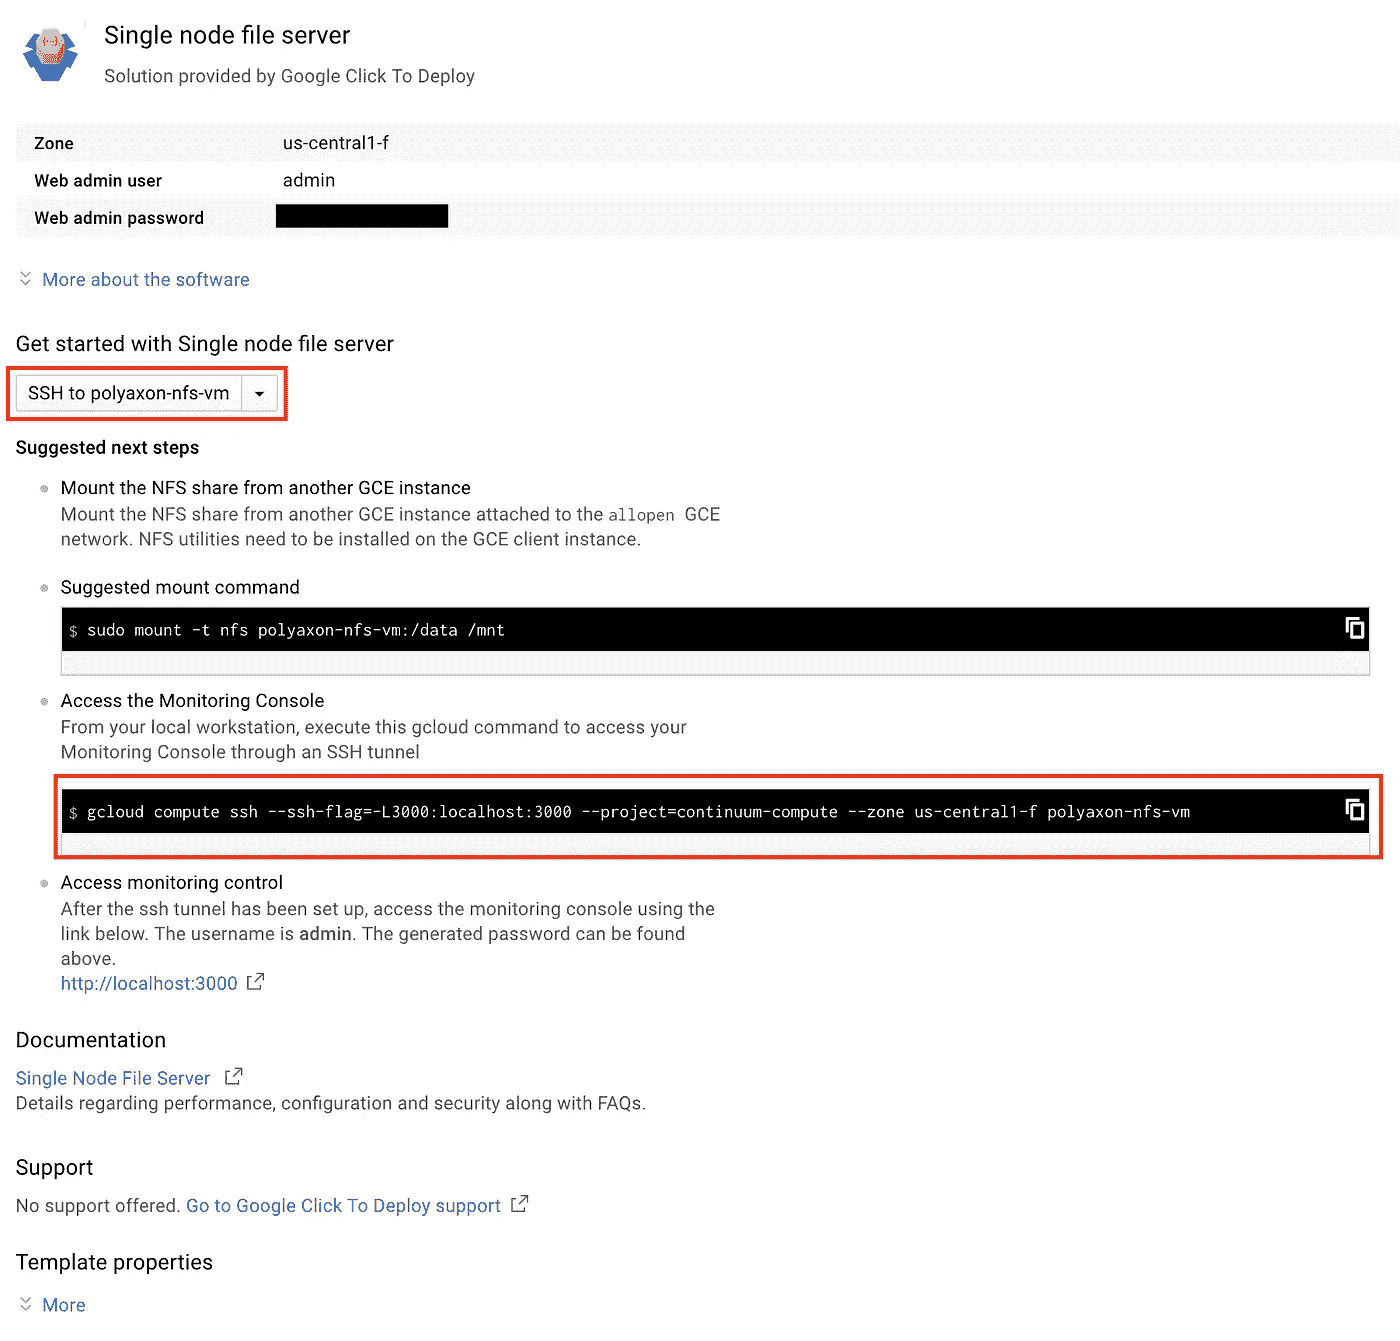 Single node file server
Solution provided by Google Click To Deploy
Zone us-central1-f
Web admin user admin
Web admin password
More about the software
Get started with Single node file server
SSH to polyaxon-nfs-vm
Suggested next steps
Mount the NFS share from another GCE instance
Mount the NFS share from another GCE instance attached to the allopen GCE
network. NFS utilities need to be installed on the GCE client instance.
Suggested mount command
$ sudo mount -t nfs polyaxon-nfs-vm:/data /mnt
Access the Monitoring Console
From your local workstation, execute this gcloud command to access your
Monitoring Console through an SSH tunnel
$ gcloud compute ssh --ssh-flag=-L3000:localhost:3000 --project=continuum-compute --zone us-central1-f polyaxon-nfs-vm
Access monitoring control
After the ssh tunnel has been set up, access the monitoring console using the
link below. The username is admin. The generated password can be found
above.
http://localhost:3000
Documentation
Single Node File Server
Details regarding performance, configuration and security along with FAQs.
Support
No support offered. Go to Google Click To Deploy support
Template properties
More